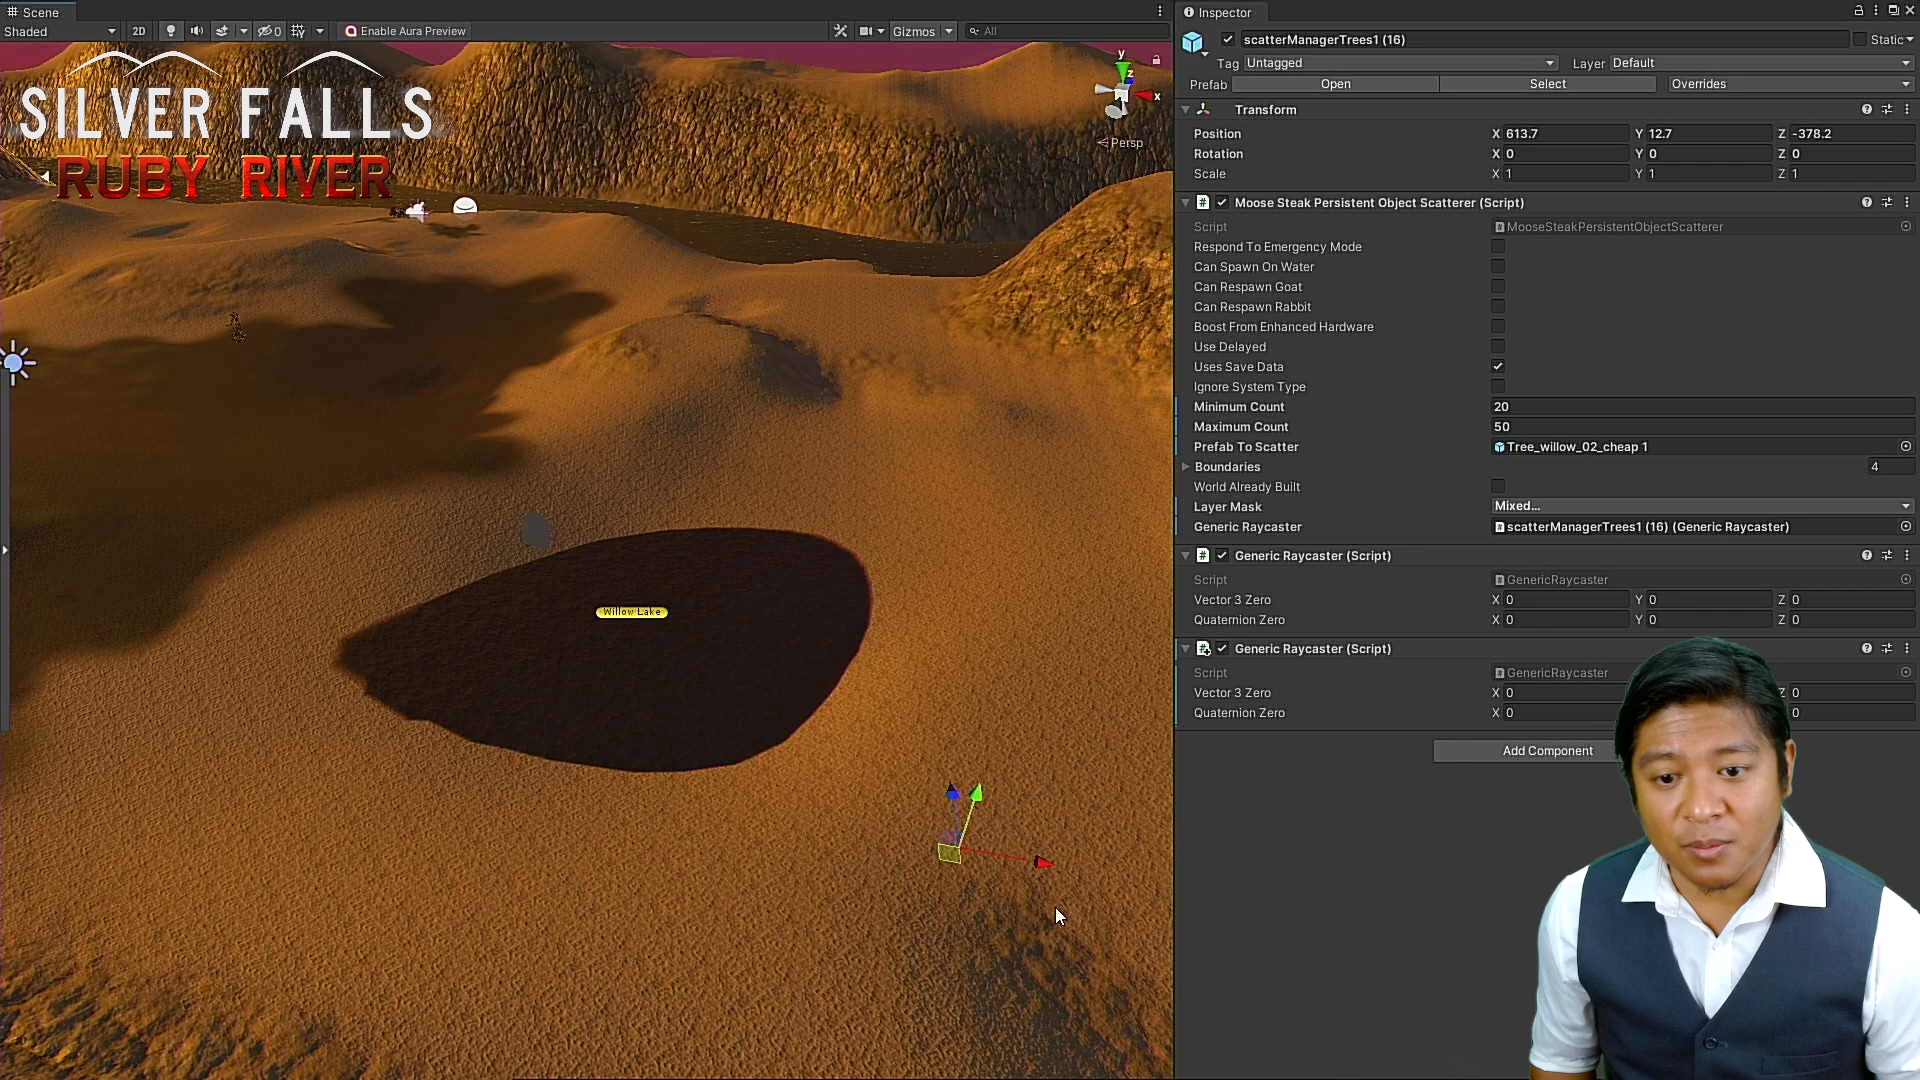 Scene
Shaded
2D
0
Enable Aura Preview
Gizmos
All
SILVER FALLS
RUBY RIVER
y
z
x
Persp
Willow Lake
Inspector
scatterManagerTrees1 (16)
Static
Tag Untagged
Layer Default
Prefab Open Select Overrides
Transform
Position X 613.7 Y 12.7 Z -378.2
Rotation X 0 Y 0 Z 0
Scale X 1 Y 1 Z 1
# Moose Steak Persistent Object Scatterer (Script)
Script MooseSteakPersistentObjectScatterer
Respond To Emergency Mode
Can Spawn On Water
Can Respawn Goat
Can Respawn Rabbit
Boost From Enhanced Hardware
Use Delayed
Uses Save Data
Ignore System Type
Minimum Count 20
Maximum Count 50
Prefab To Scatter Tree_willow_02_cheap 1
Boundaries 4
World Already Built
Layer Mask Mixed...
Generic Raycaster scatterManagerTrees1 (16) (Generic Raycaster)
# Generic Raycaster (Script)
Script GenericRaycaster
Vector 3 Zero X 0 Y 0 Z 0
Quaternion Zero X 0 Y 0 Z 0
# Generic Raycaster (Script)
Script GenericRaycaster
Vector 3 Zero X 0 Z 0
Quaternion Zero X 0 0
Add Component